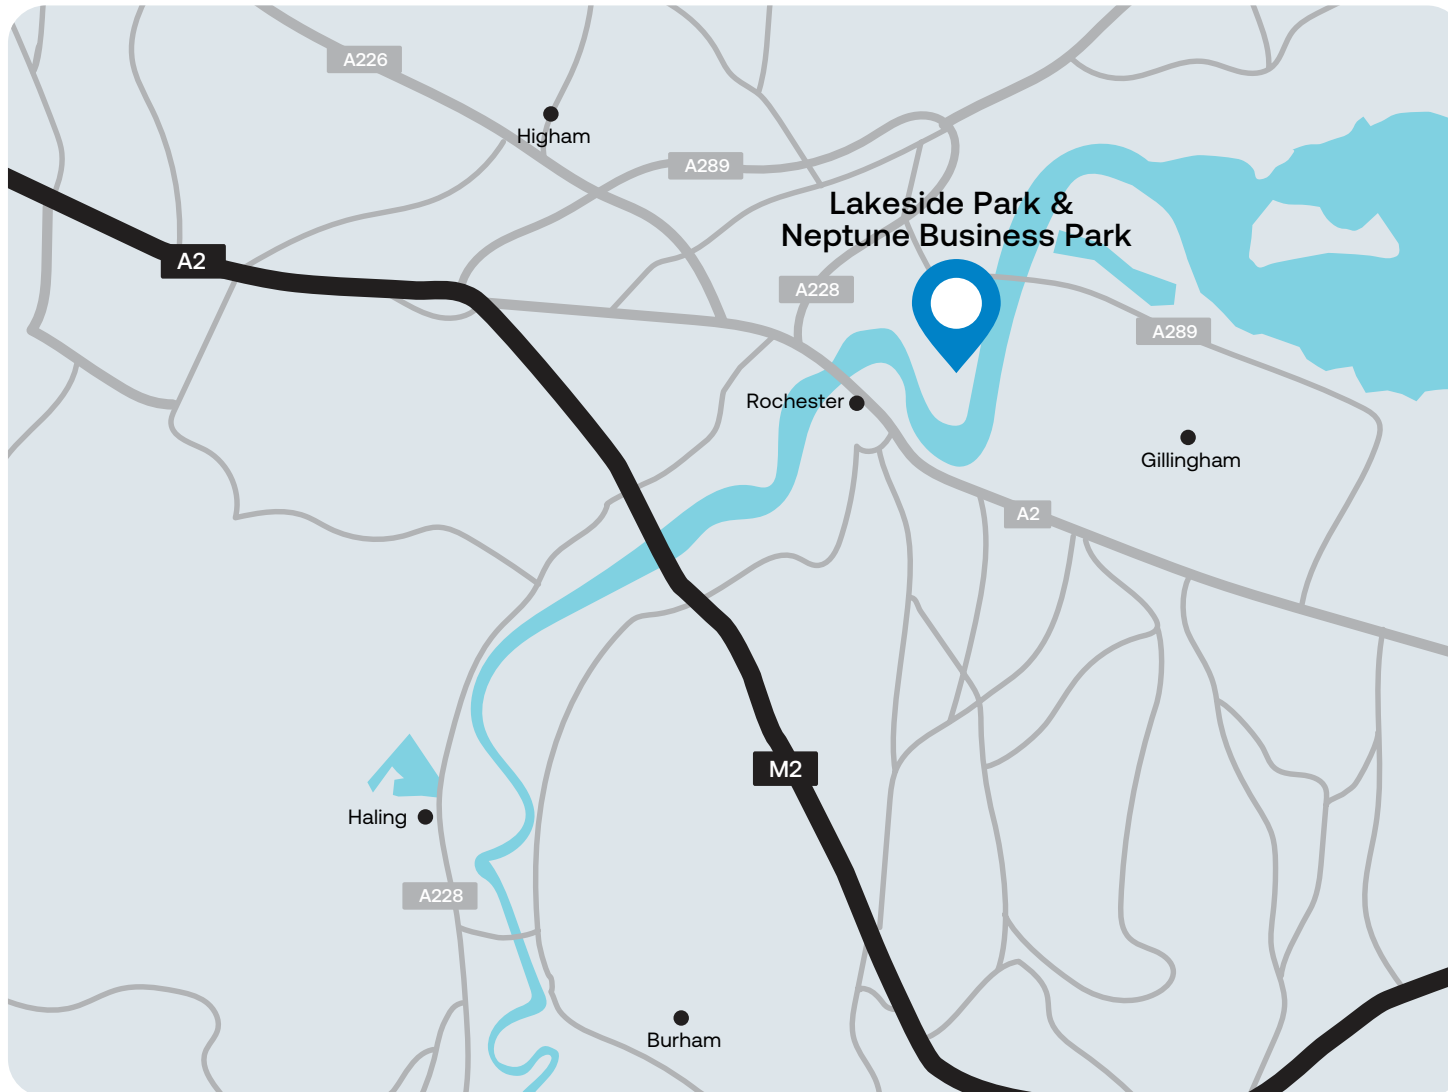 A226
Higham
A289
Lakeside Park &
Neptune Business Park
A2
A228
A289
Rochester
Gillingham
A2
M2
Haling
A228
Burham